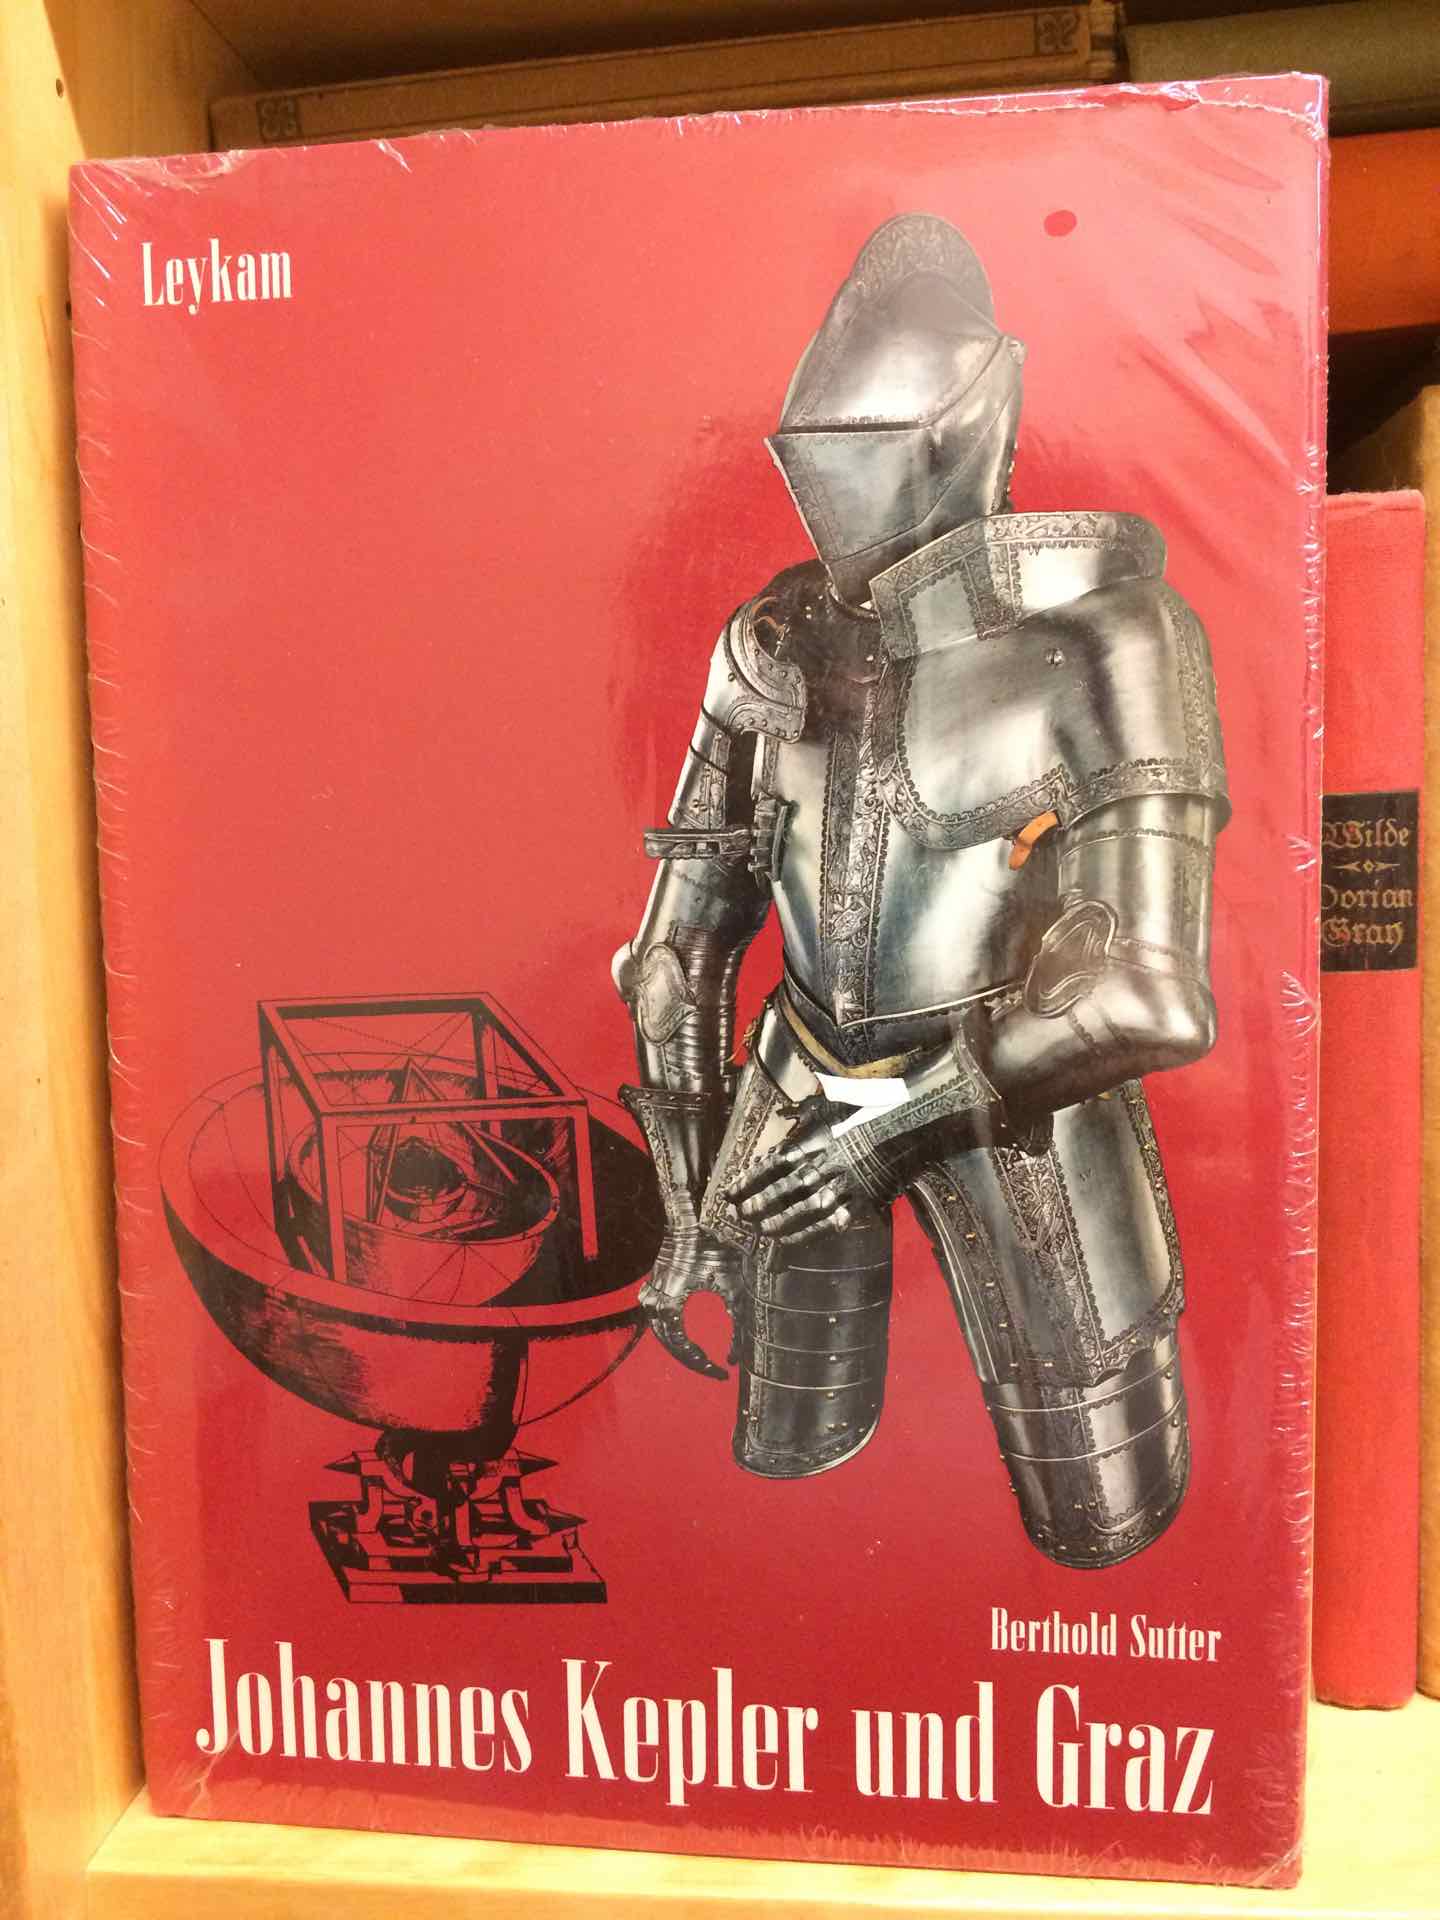 Leykam
Berthold Sutter
Johannes Kepler und Graz
Wilde
Dorian
Gray